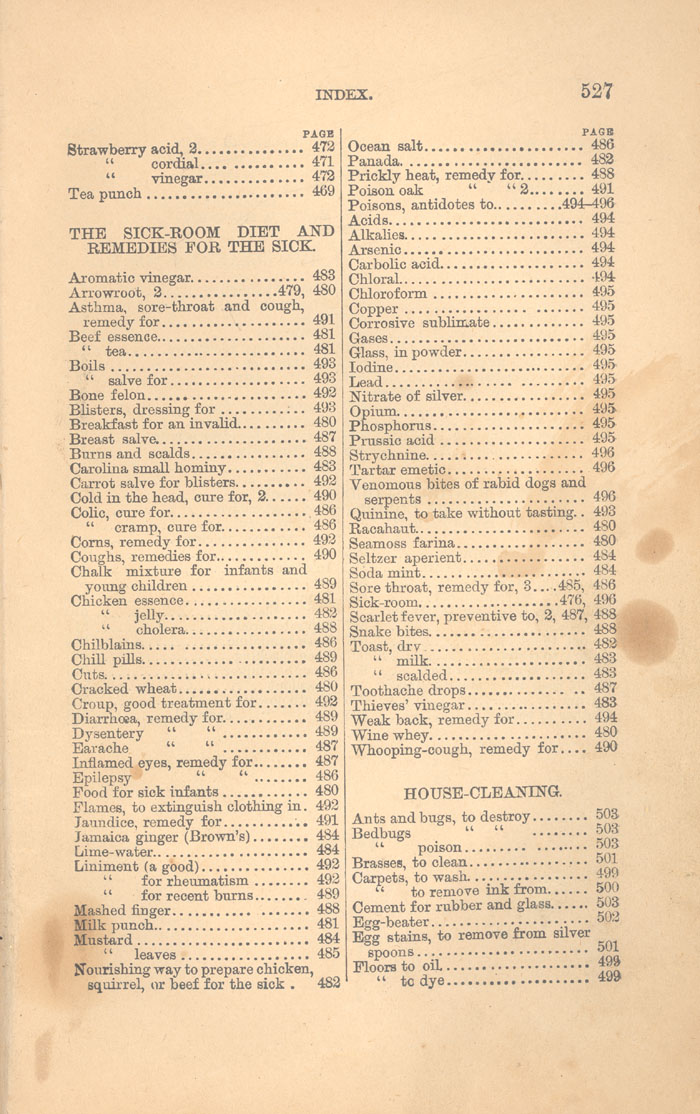 INDEX. 527
PAGE
Strawberry acid, 2............... 472
" cordial.... ........... 471
" vinegar............... 472
Tea punch ....................... 469
THE SICK-ROOM DIET AND
REMEDIES FOR THE SICK.
Aromatic vinegar................. 483
Arrowroot, 2.................479, 480
Asthma, sore-throat and cough,
remedy for..................... 491
Beef essence..................... 481
" tea......................... 481
Boils ........................... 493
" salve for.................... 493
Bone felon....................... 492
Blisters, dressing for .......... 493
Breakfast for an invalid......... 480
Breast salve..................... 487
Burns and scalds................. 488
Carolina small hominy............ 483
Carrot salve for blisters........ 492
Cold in the head, cure for, 2...... 490
Colic, cure for.................. 486
" cramp, cure for............ 486
Corns, remedy for................ 492
Coughs, remedies for............. 490
Chalk mixture for infants and
young children ................ 489
Chicken essence.................. 481
" jelly.................... 482
" cholera.................. 488
Chilblains....................... 486
Chill pills...................... 489
Cuts............................. 486
Cracked wheat.................... 480
Croup, good treatment for....... 492
Diarrhœa, remedy for............. 489
Dysentery " " ............ 489
Earache " " ............ 487
Inflamed eyes, remedy for........ 487
Epilepsy " " ........ 486
Food for sick infants ........... 480
Flames, to extinguish clothing in. 492
Jaundice, remedy for............. 491
Jamaica ginger (Brown's)........ 484
Lime-water....................... 484
Liniment (a good)................ 492
" for rheumatism ........ 492
" for recent burns....... 489
Mashed finger.................... 488
Milk punch....................... 481
Mustard ......................... 484
" leaves .................. 485
Nourishing way to prepare chicken,
squirrel, or beef for the sick . 482
PAGE
Ocean salt....................... 486
Panada. ......................... 482
Prickly heat, remedy for......... 488
Poison oak " " 2........ 491
Poisons, antidotes to..........494–496
Acids............................ 494
Alkalies......................... 494
Arsenic.......................... 494
Carbolic acid.................... 494
Chloral.......................... 494
Chloroform ...................... 495
Copper .......................... 495
Corrosive sublimate.............. 495
Gases............................ 495
Glass, in powder................. 495
Iodine........................... 495
Lead............................. 495
Nitrate of silver................ 495
Opium............................ 495
Phosphorus....................... 495
Prussic acid .................... 495
Strychnine....................... 496
Tartar emetic.................... 496
Venomous bites of rabid dogs and
serpents ...................... 496
Quinine, to take without tasting.. 493
Racahaut......................... 480
Seamoss farina................... 480
Seltzer aperient................. 484
Soda mint........................ 484
Sore throat, remedy for, 3....485, 486
Sick-room....................476, 496
Scarlet fever, preventive to, 2, 487, 488
Snake bites...................... 488
Toast, dry ...................... 482
" milk....................... 483
" scalded.................... 483
Toothache drops.................. 487
Thieves' vinegar................. 483
Weak back, remedy for............ 494
Wine whey........................ 480
Whooping-cough, remedy for.... 490
HOUSE-CLEANING.
Ants and bugs, to destroy........ 503
Bedbugs " " ........ 503
" poison................... 503
Brasses, to clean................ 501
Carpets, to wash................. 499
" to remove ink from...... 500
Cement for rubber and glass...... 503
Egg-beater....................... 502
Egg stains, to remove from silver
spoons......................... 501
Floors to oil.................... 499
" to dye.................... 499